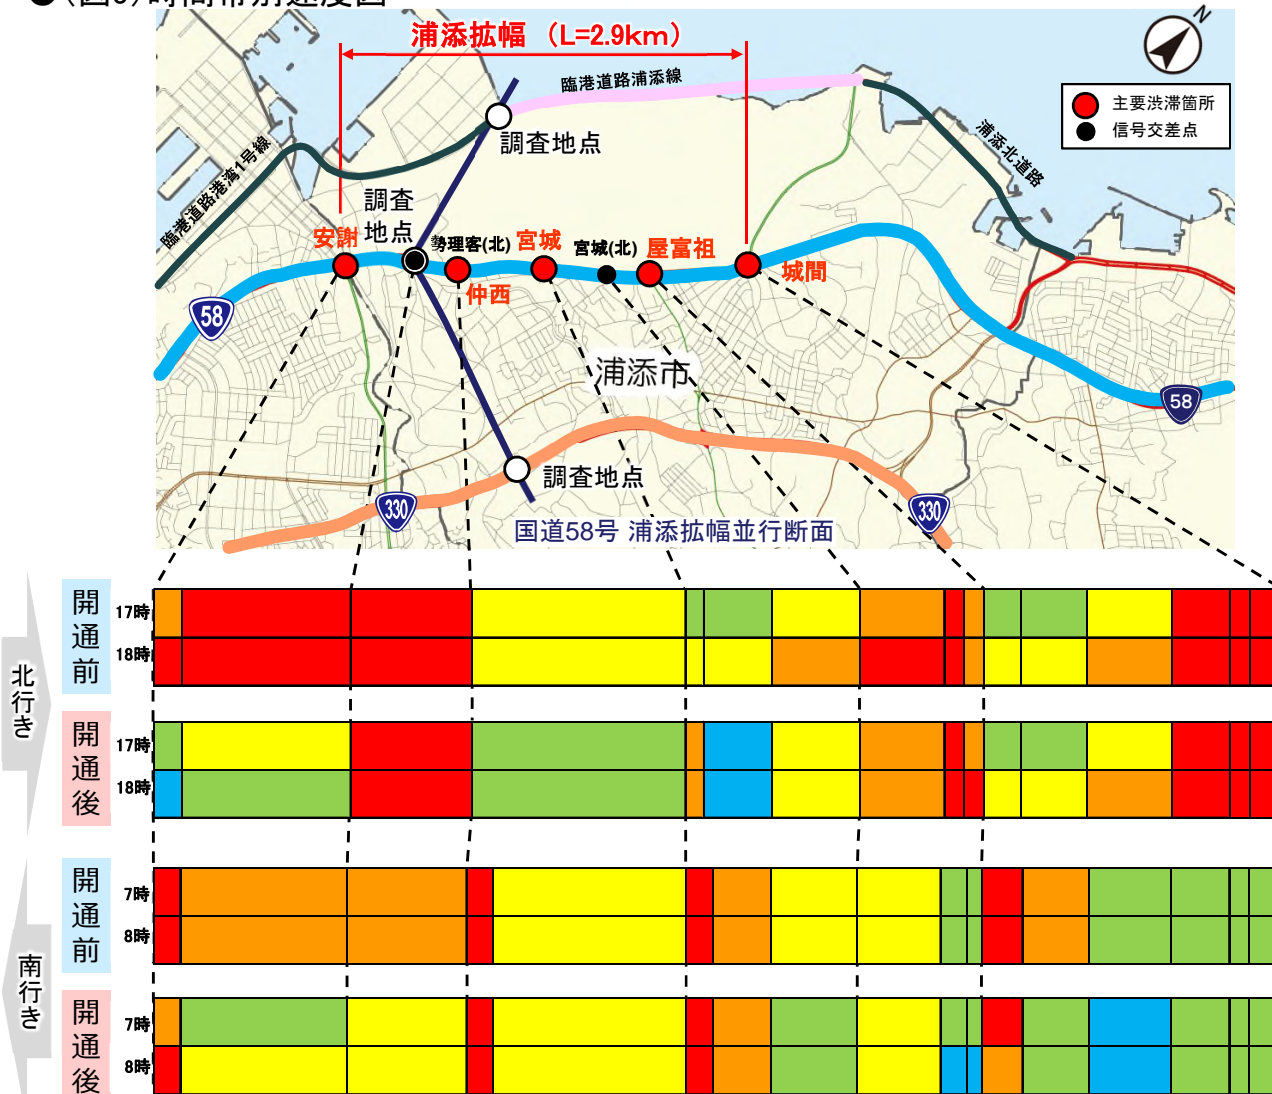 ●(図3)時間帯別速度図
浦添拡幅 (L=2.9km)
N
主要渋滞箇所
信号交差点
臨港道路浦添線
調査地点
浦添北道路
臨港道路港湾1号線
調査
地点
安謝
勢理客(北)
宮城
宮城(北)
屋富祖
城間
仲西
58
浦添市
58
調査地点
330
330
国道58号 浦添拡幅並行断面
北行き
開通前
17時
18時
開通後
17時
18時
南行き
開通前
7時
8時
開通後
7時
8時